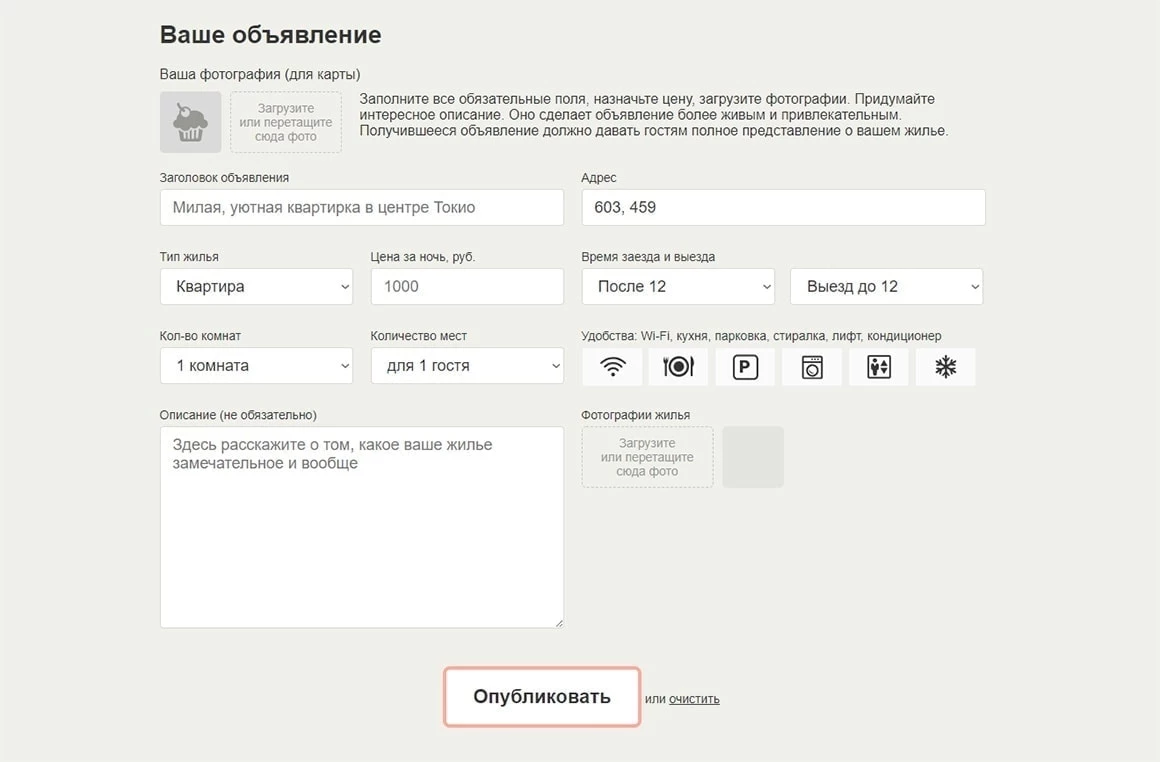 Ваше объявление
Ваша фотография (для карты)
Загрузите
или перетащите
сюда фото
Заполните все обязательные поля, назначьте цену, загрузите фотографии. Придумайте
интересное описание. Оно сделает объявление более живым и привлекательным.
Получившееся объявление должно давать гостям полное представление о вашем жилье.
Заголовок объявления
Адрес
Милая, уютная квартирка в центре Токио
603, 459
Тип жилья
Цена за ночь, руб.
Время заезда и выезда
Квартира
1000
После 12
Выезд до 12
Кол-во комнат
Количество мест
Удобства: Wi-Fi, кухня, парковка, стиралка, лифт, кондиционер
1 комната
для 1 гостя
P
Описание (не обязательно)
Фотографии жилья
Здесь расскажите о том, какое ваше жилье
замечательное и вообще
Загрузите
или перетащите
сюда фото
Опубликовать
или очистить